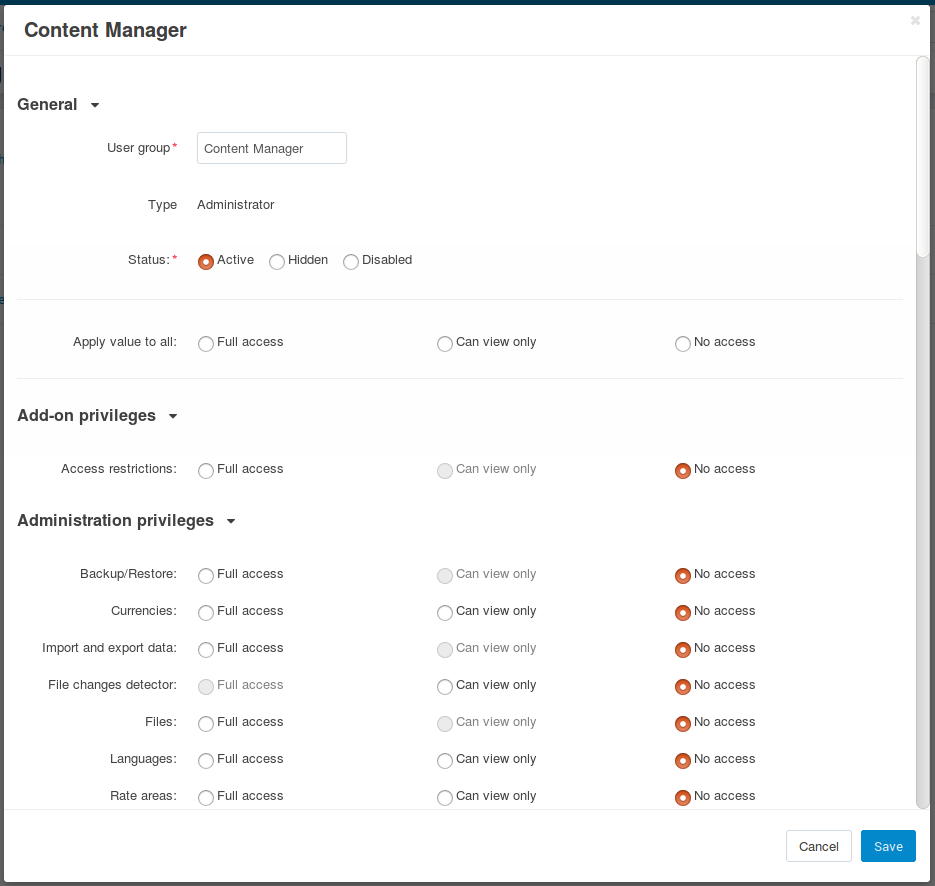 Content Manager
General
User group* Content Manager
Type Administrator
Status:* Active Hidden Disabled
Apply value to all: Full access Can view only No access
Add-on privileges
Access restrictions: Full access Can view only No access
Administration privileges
Backup/Restore: Full access Can view only No access
Currencies: Full access Can view only No access
Import and export data: Full access Can view only No access
File changes detector: Full access Can view only No access
Files: Full access Can view only No access
Languages: Full access Can view only No access
Rate areas: Full access Can view only No access
Cancel Save